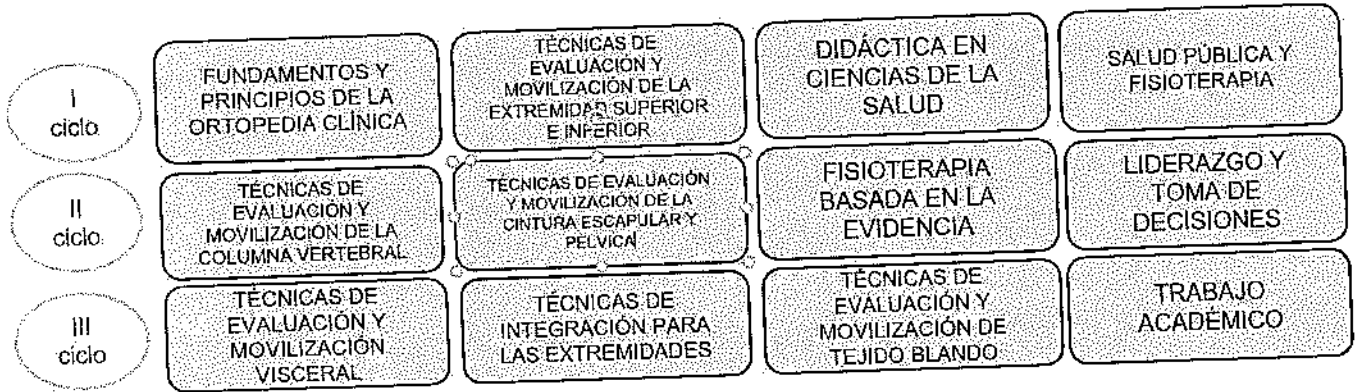 I
ciclo
FUNDAMENTOS Y
PRINCIPIOS DE LA
ORTOPEDIA CLÍNICA
TÉCNICAS DE
EVALUACIÓN Y
MOVILIZACIÓN DE LA
EXTREMIDAD SUPERIOR
E INFERIOR
DIDÁCTICA EN
CIENCIAS DE LA
SALUD
SALUD PÚBLICA Y
FISIOTERAPIA
II
ciclo
TÉCNICAS DE
EVALUACIÓN Y
MOVILIZACIÓN DE LA
COLUMNA VERTEBRAL
TECNICAS DE EVALUACIÓN
Y MOVILIZACIÓN DE LA
CINTURA ESCAPULAR Y
PELVICA
FISIOTERAPIA
BASADA EN LA
EVIDENCIA
LIDERAZGO Y
TOMA DE
DECISIONES
III
ciclo
TÉCNICAS DE
EVALUACIÓN Y
MOVILIZACIÓN
VISCERAL
TÉCNICAS DE
INTEGRACIÓN PARA
LAS EXTREMIDADES
TÉCNICAS DE
EVALUACIÓN Y
MOVILIZACIÓN DE
TEJIDO BLANDO
TRABAJO
ACADÉMICO